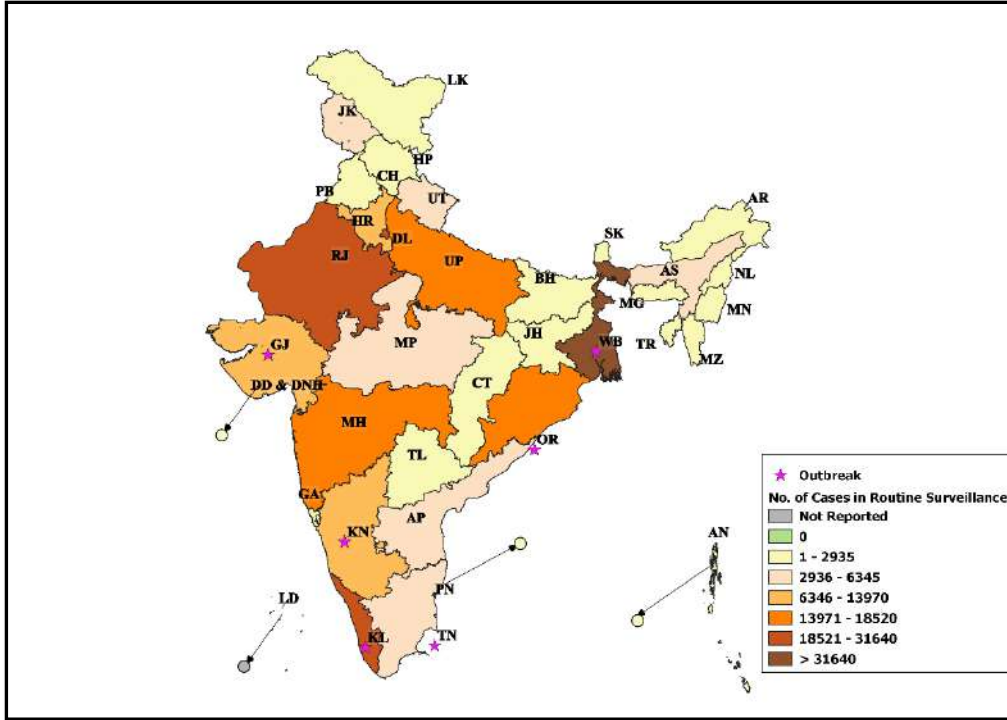 LK
JK
HP
CH
PB
UT
AR
HR
SK
DL
RJ
UP
AS
BH
NL
MG
MN
JH
WB
GJ
MP
TR
MZ
CT
DD & DNH
MH
OR
TL
GA
AP
KN
AN
PN
LD
KL
TN
Outbreak
No. of Cases in Routine Surveillance
Not Reported
0
1 - 2935
2936 - 6345
6346 - 13970
13971 - 18520
18521 - 31640
> 31640